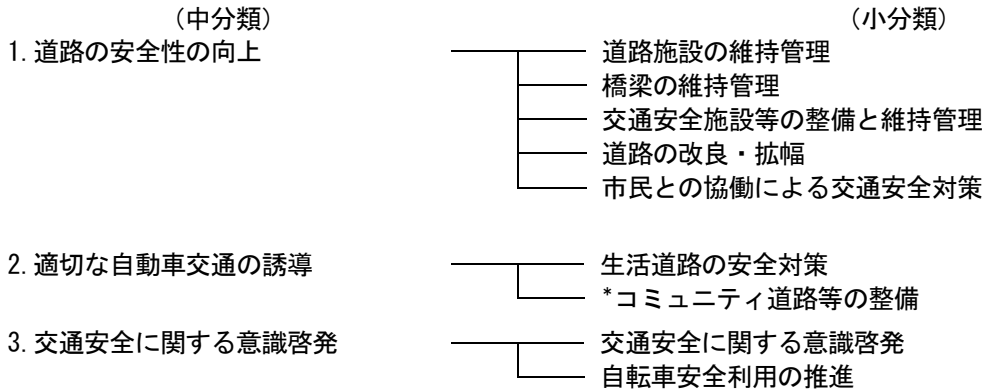 (中分類) (小分類)
1. 道路の安全性の向上 道路施設の維持管理
橋梁の維持管理
交通安全施設等の整備と維持管理
道路の改良・拡幅
市民との協働による交通安全対策
2. 適切な自動車交通の誘導 生活道路の安全対策
*コミュニティ道路等の整備
3. 交通安全に関する意識啓発 交通安全に関する意識啓発
自転車安全利用の推進